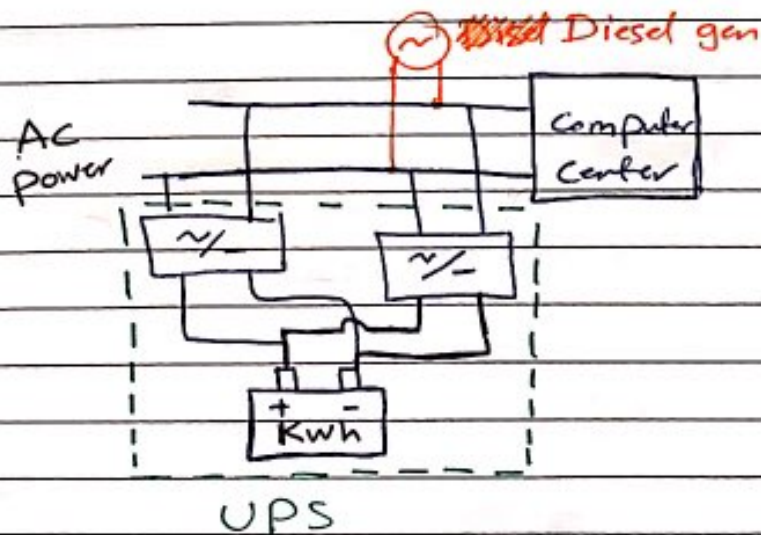 Diesel gen
AC
power
Computer
Center
~/_
~/_
+ -
Kwh
UPS